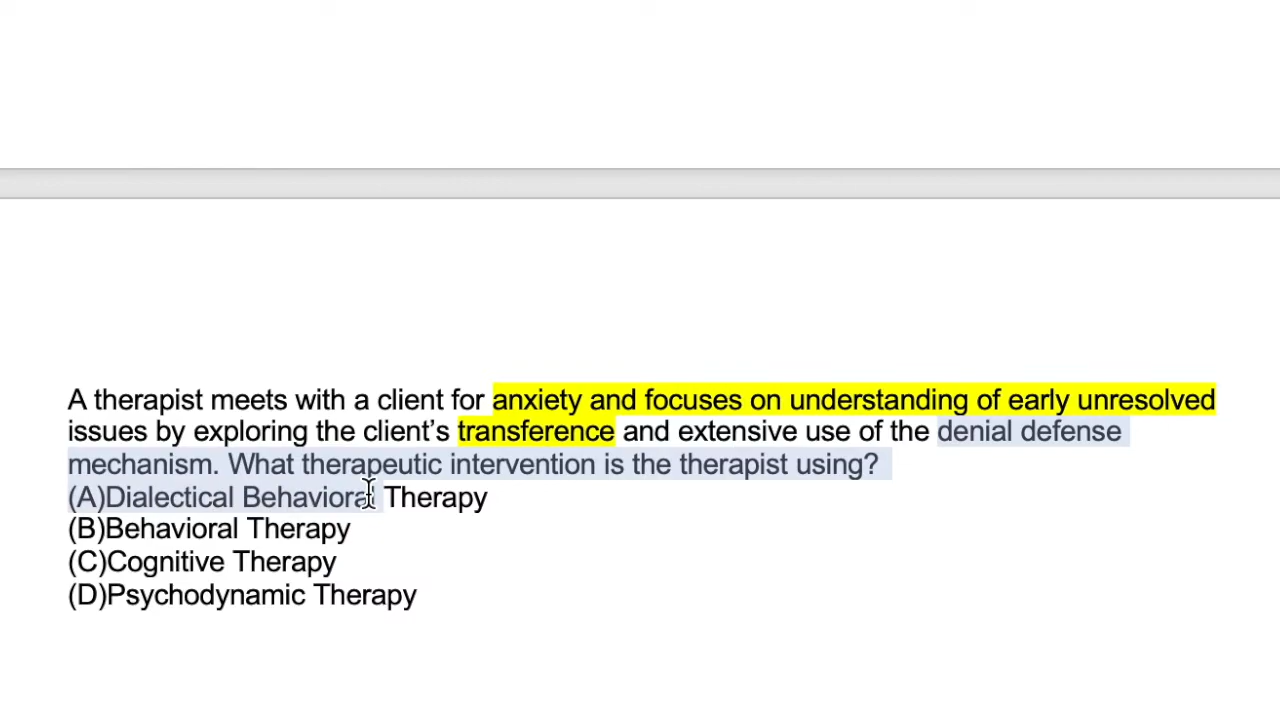 A therapist meets with a client for anxiety and focuses on understanding of early unresolved
issues by exploring the client’s transference and extensive use of the denial defense
mechanism. What therapeutic intervention is the therapist using?
(A)Dialectical Behavioral Therapy
(B)Behavioral Therapy
(C)Cognitive Therapy
(D)Psychodynamic Therapy